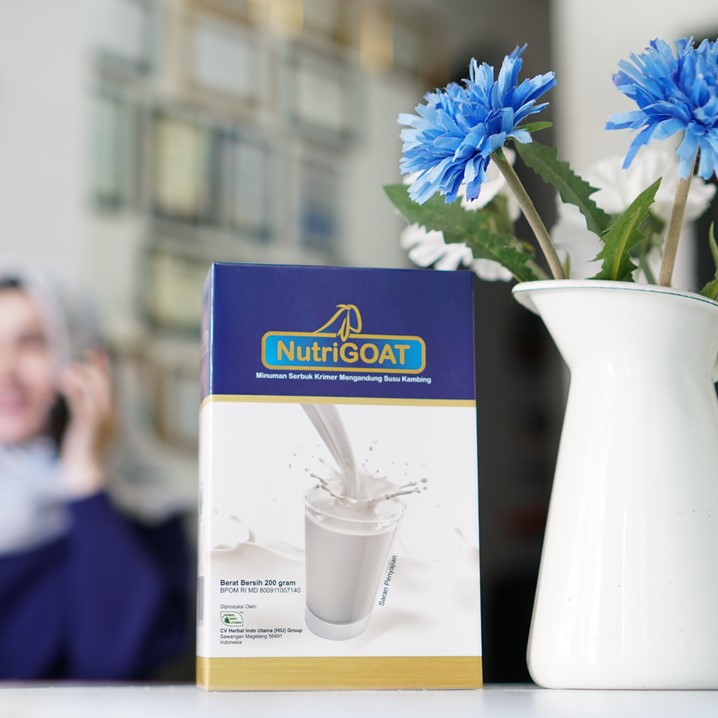 NutriGOAT
Minuman Serbuk Krimer Mengandung Susu Kambing
Saran Penyajian
Berat Bersih 200 gram
BPOM RI MD 800911007140
Diproduksi Oleh:
CV Herbal Indo Utama (HIU) Group
Sawangan Magelang 56481
Indonesia